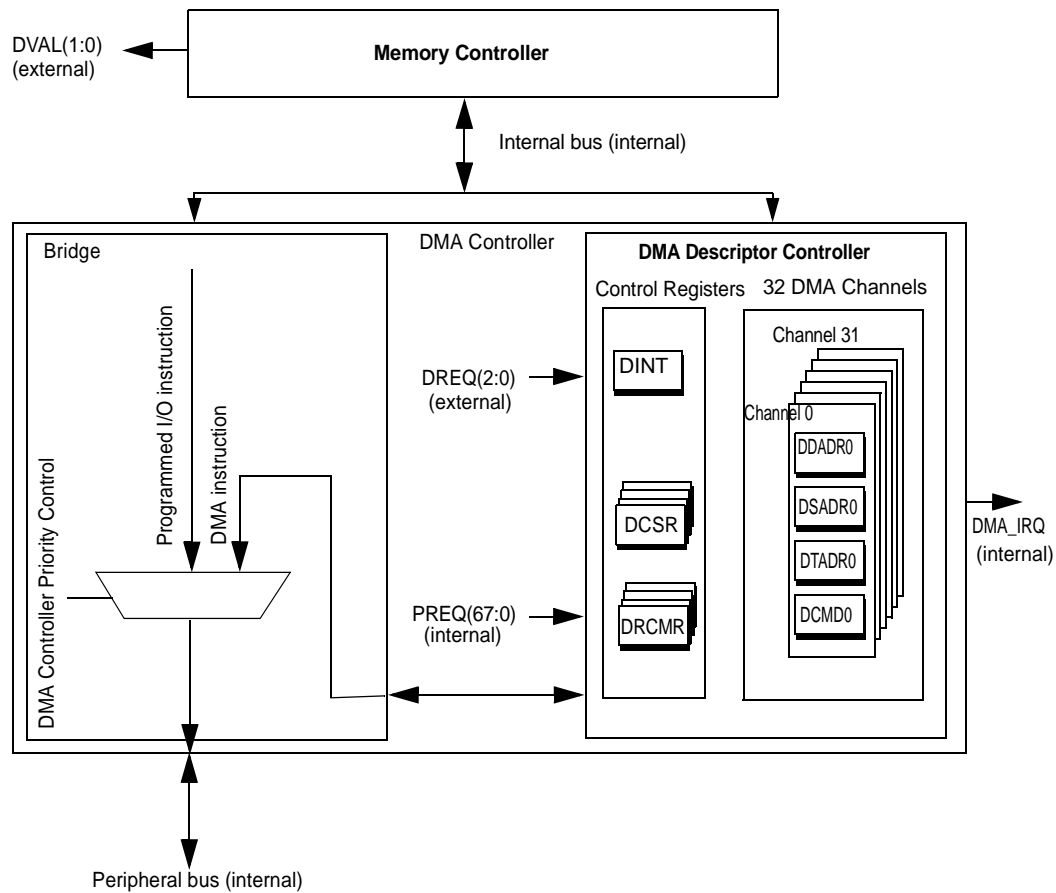 DVAL(1:0)
(external)
Memory Controller
Internal bus (internal)
Bridge
DMA Controller
DMA Descriptor Controller
Control Registers
32 DMA Channels
Channel 31
Channel 0
DINT
DREQ(2:0)
(external)
DDADR0
DSADR0
DTADR0
DCMD0
DCSR
DRCMR
PREQ(67:0)
(internal)
DMA_IRQ
(internal)
Programmed I/O instruction
DMA instruction
DMA Controller Priority Control
Peripheral bus (internal)